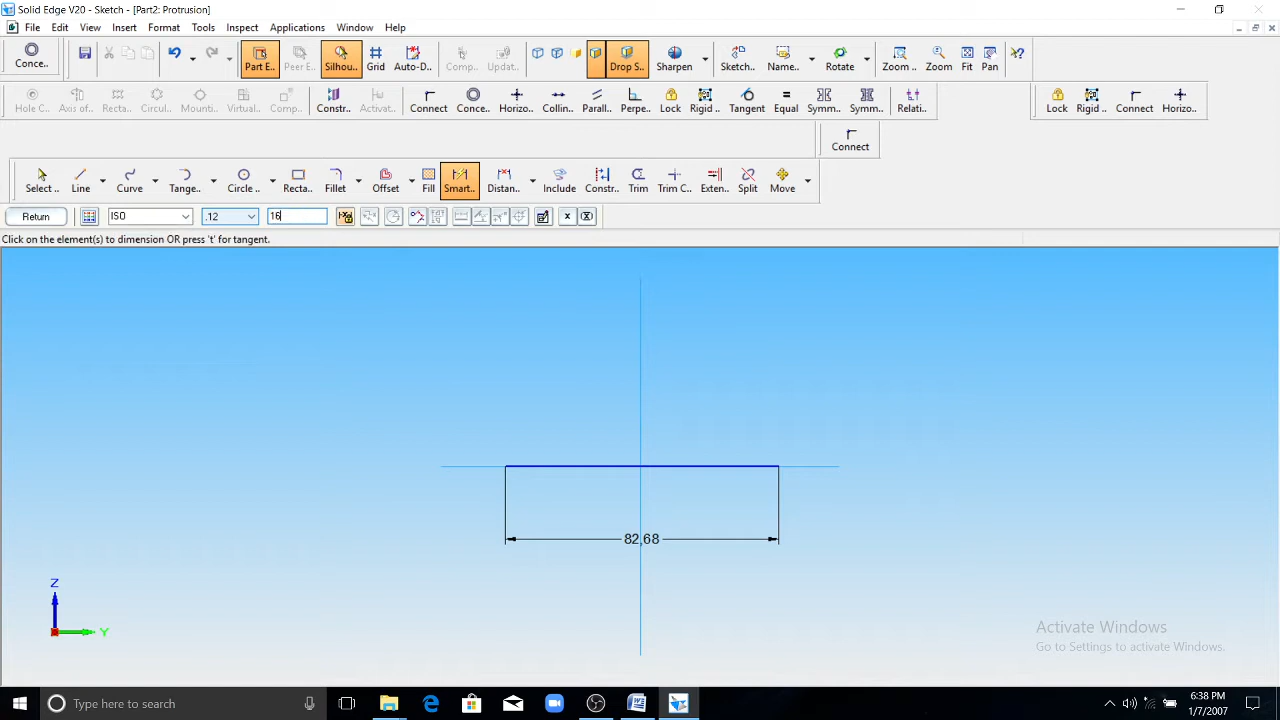 Solid Edge V20 - Sketch - [Part2: Protrusion]
File Edit View Insert Format Tools Inspect Applications Window Help
Conce.. Part E.. Peer E.. Silhou.. Grid Auto-D.. Comp.. Updat.. Drop S.. Sharpen Sketch.. Name.. Rotate Zoom .. Zoom Fit Pan
Hole C.. Axis of.. Recta.. Circul.. Mounti.. Virtual.. Comp.. Constr.. Activat.. Connect Conce.. Horizo.. Collin.. Parall.. Perpe.. Lock Rigid .. Tangent Equal Symm.. Symm.. Relati.. Lock Rigid .. Connect Horizo..
Connect
Select .. Line Curve Tange.. Circle .. Recta.. Fillet Offset Fill Smart.. Distan.. Include Constr.. Trim Trim C.. Exten.. Split Move
Return ISO .12 16
Click on the element(s) to dimension OR press 't' for tangent.
82,68
Z
Y
Activate Windows
Go to Settings to activate Windows.
Type here to search
6:38 PM
1/7/2007